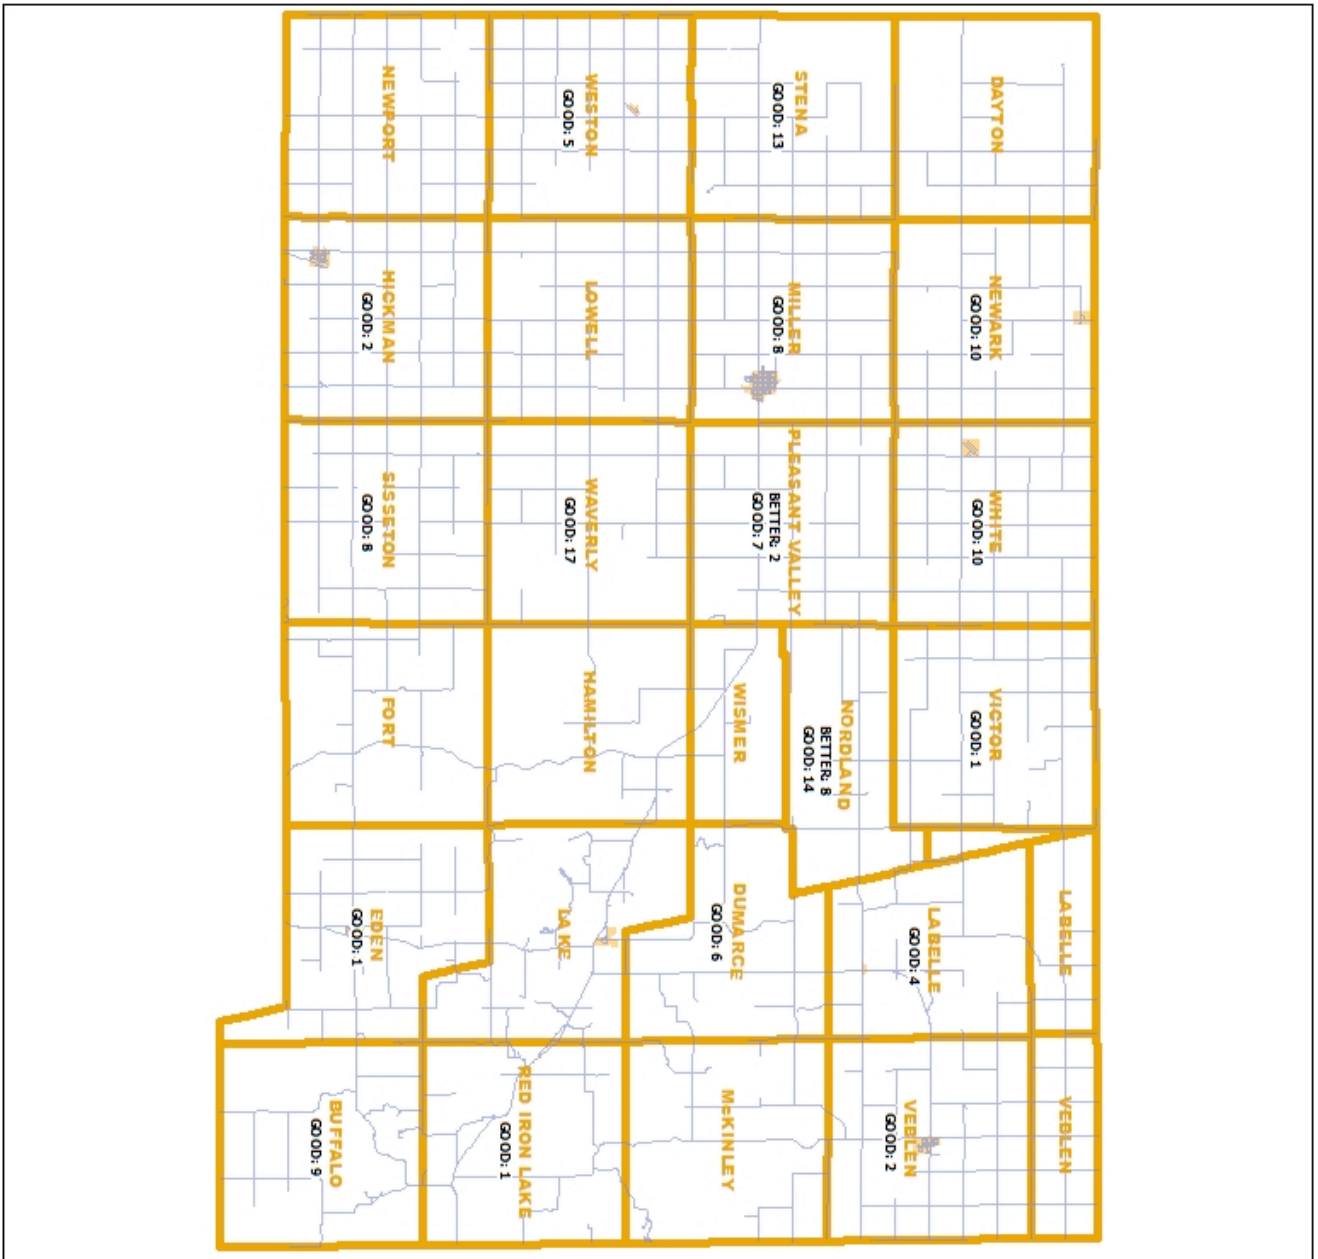 DAYTON
NEWARK
GOOD: 10
WHITE
GOOD: 10
VICTOR
GOOD: 1
LABELLE
VEBLEN
STENA
GOOD: 13
MILLER
GOOD: 8
PLEASANT VALLEY
BETTER: 2
GOOD: 7
NORDLAND
BETTER: 8
GOOD: 14
WISMER
LABELLE
GOOD: 4
VEBLEN
GOOD: 2
WESTON
GOOD: 5
LOWELL
WAVERLY
GOOD: 17
HAMILTON
DUMARCE
GOOD: 6
McKINLEY
NEWPORT
HICKMAN
GOOD: 2
SISSETON
GOOD: 8
FORT
LAKE
RED IRON LAKE
GOOD: 1
EDEN
GOOD: 1
BUFFALO
GOOD: 9